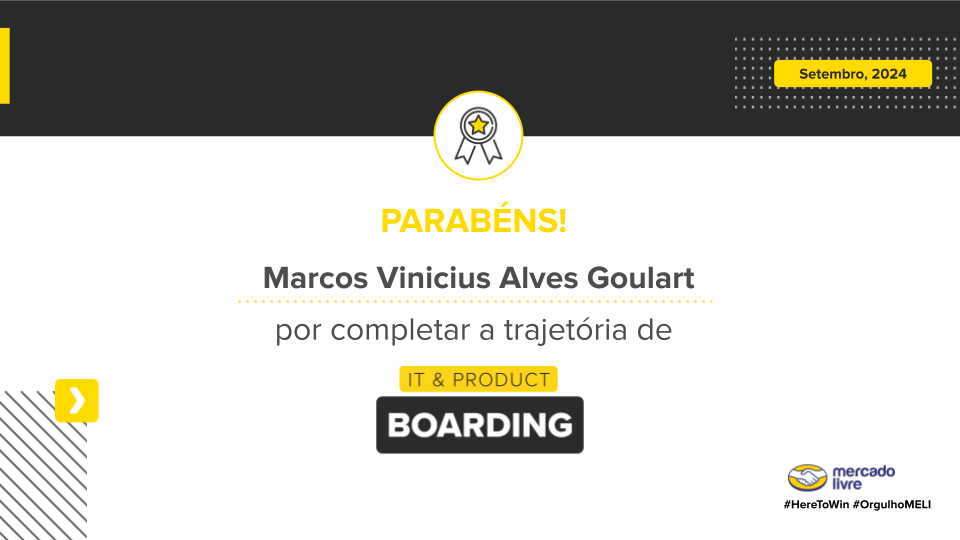 Setembro, 2024
PARABÉNS!
Marcos Vinicius Alves Goulart
por completar a trajetória de
IT & PRODUCT
BOARDING
mercado
livre
#HereToWin #OrgulhoMELI